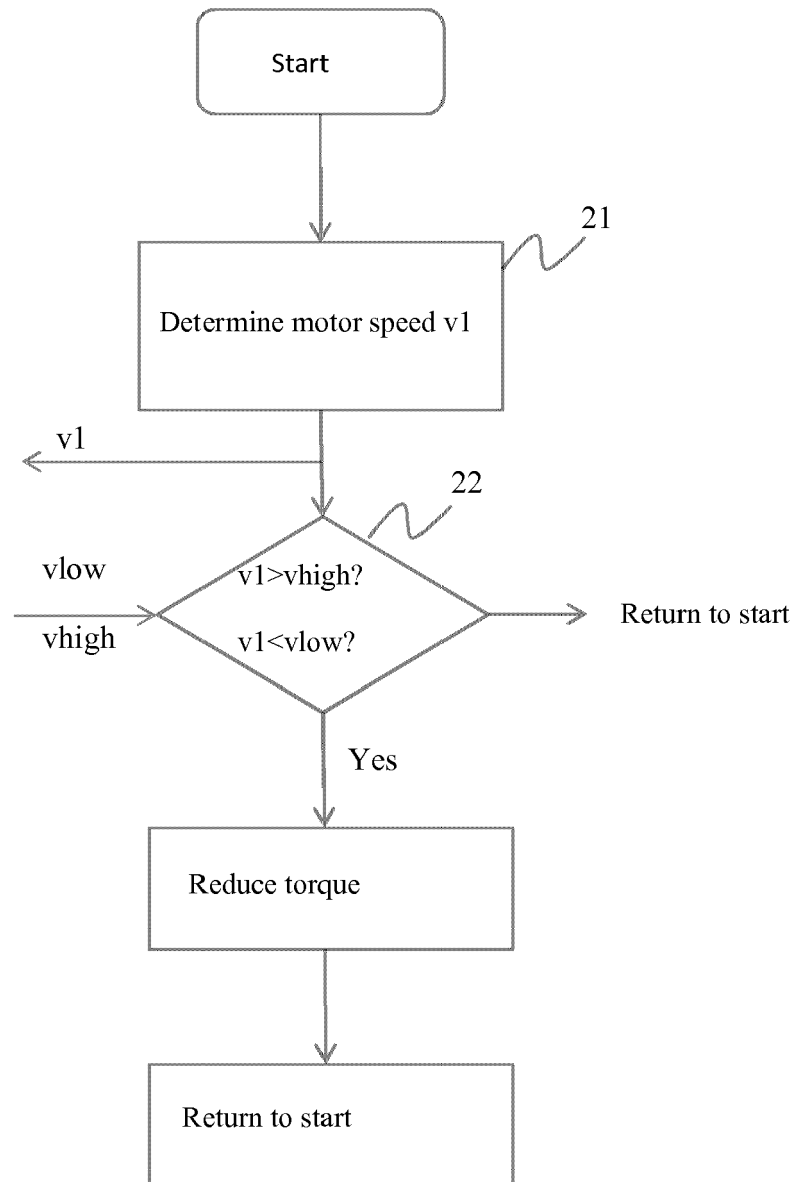 Start
21
Determine motor speed v1
v1
22
vlow
v1>vhigh?
vhigh
v1<vlow?
Return to start
Yes
Reduce torque
Return to start